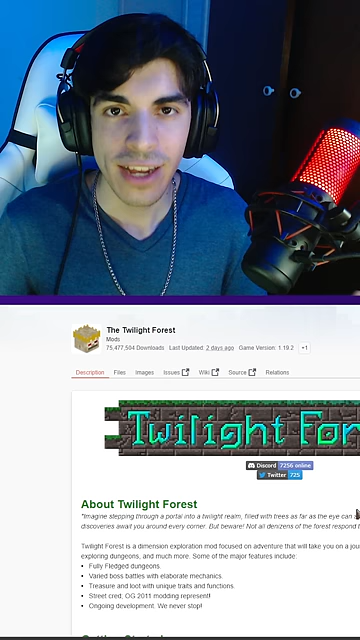 The Twilight Forest
Mods
75,477,504 Downloads Last Updated: 2 days ago Game Version: 1.19.2 +1
Description Files Images Issues Wiki Source Relations
Twilight For
Discord 7256 online
Twitter 725
About Twilight Forest
"Imagine stepping through a portal into a twilight realm, filled with trees as far as the eye can
discoveries await you around every corner. But beware! Not all denizens of the forest respond
Twilight Forest is a dimension exploration mod focused on adventure that will take you on a
exploring dungeons, and much more. Some of the major features include:
• Fully Fledged dungeons.
• Varied boss battles with elaborate mechanics.
• Treasure and loot with unique traits and functions.
• Street cred, OG 2011 modding represent!
• Ongoing development. We never stop!